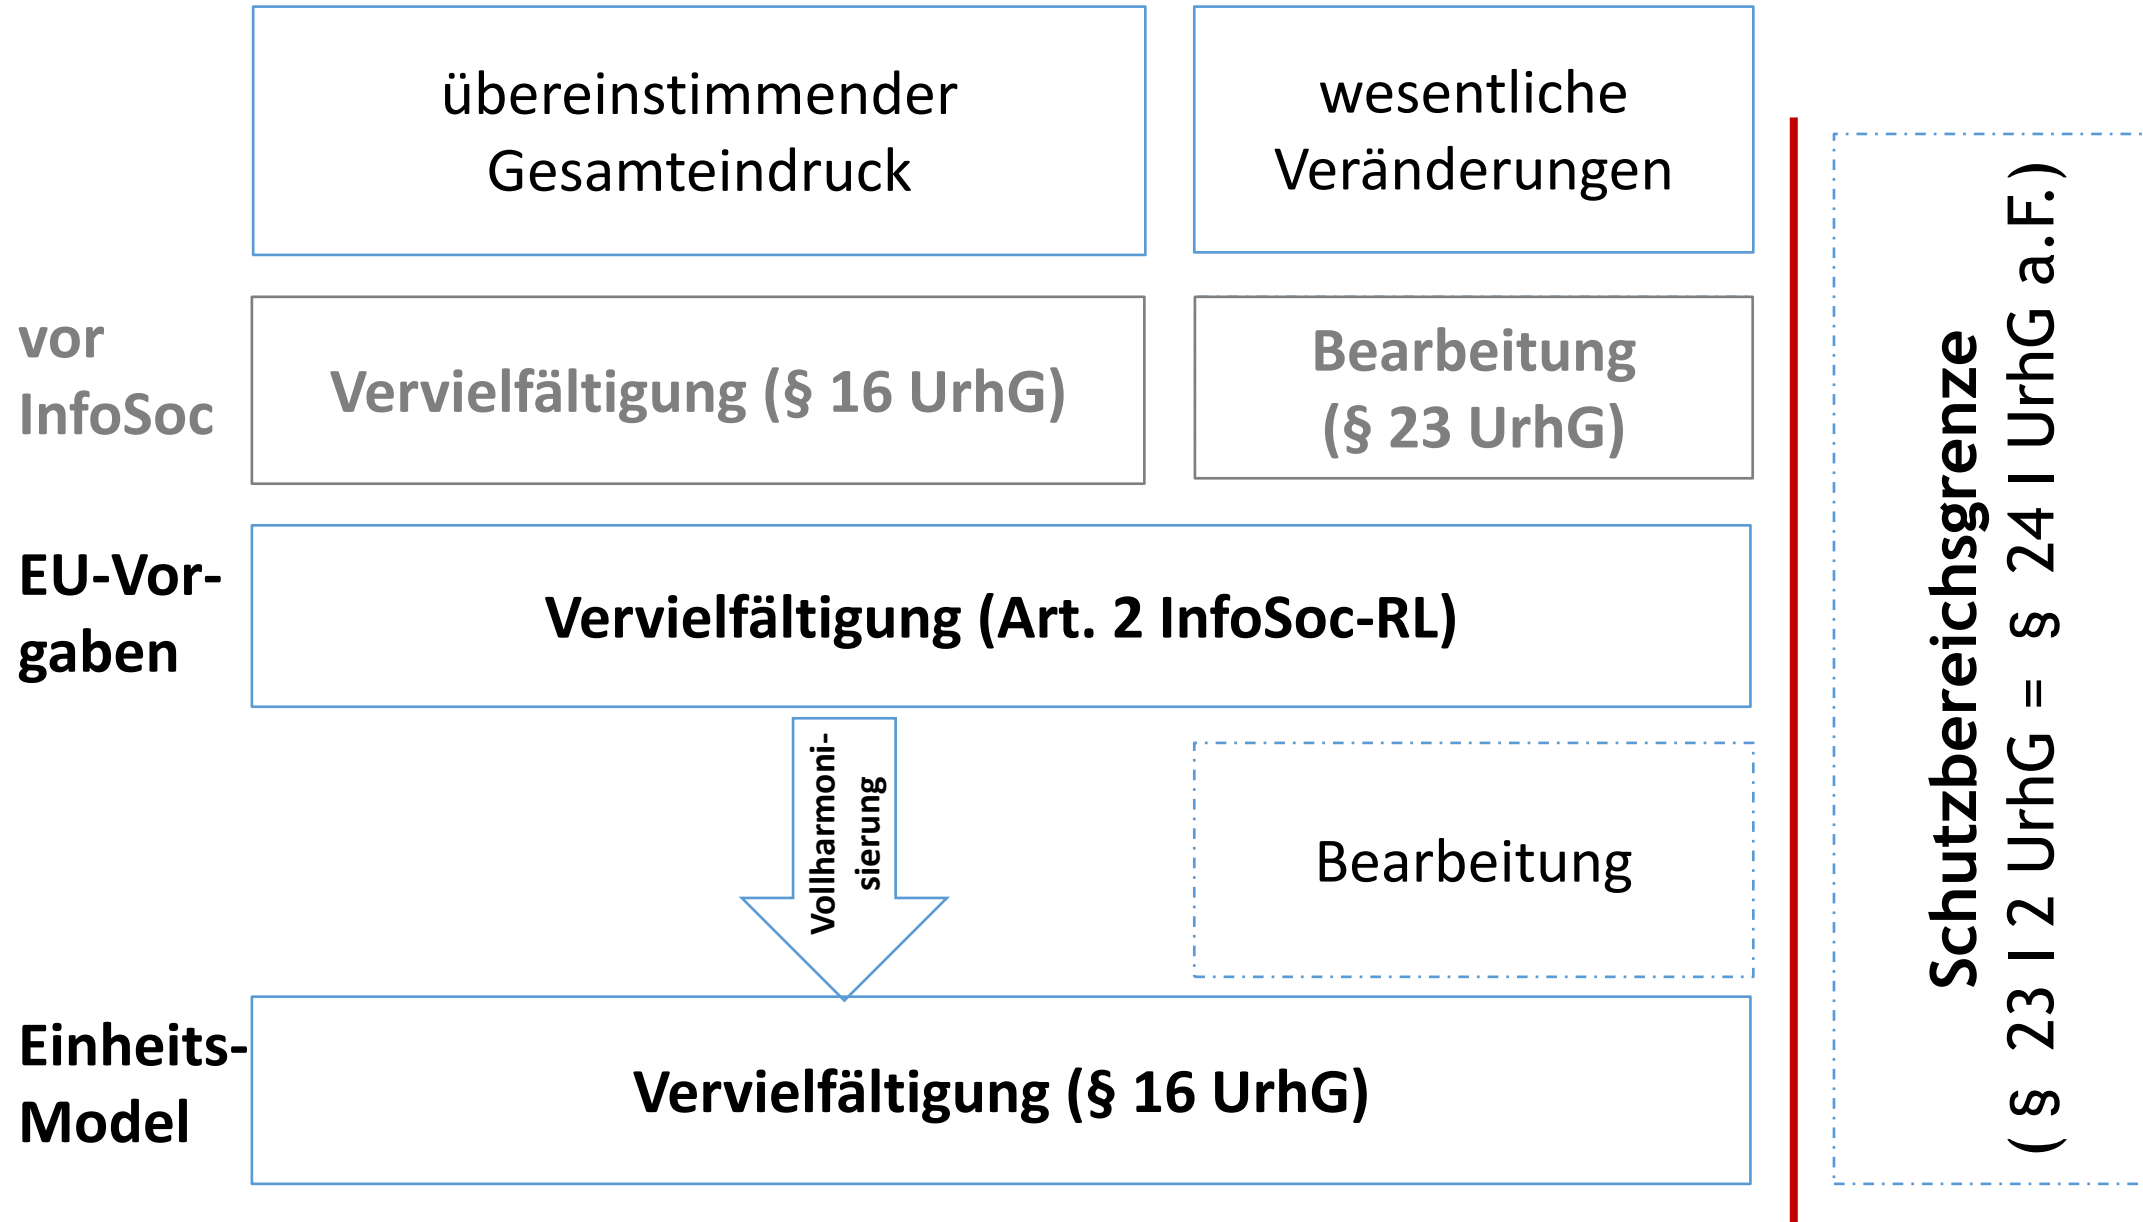 übereinstimmender
Gesamteindruck
wesentliche
Veränderungen
vor
InfoSoc
Vervielfältigung (§ 16 UrhG)
Bearbeitung
(§ 23 UrhG)
EU-Vor-
gaben
Vervielfältigung (Art. 2 InfoSoc-RL)
Vollharmoni-
sierung
Bearbeitung
Einheits-
Model
Vervielfältigung (§ 16 UrhG)
Schutzbereichsgrenze
(§ 23 I 2 UrhG = § 24 I UrhG a.F.)